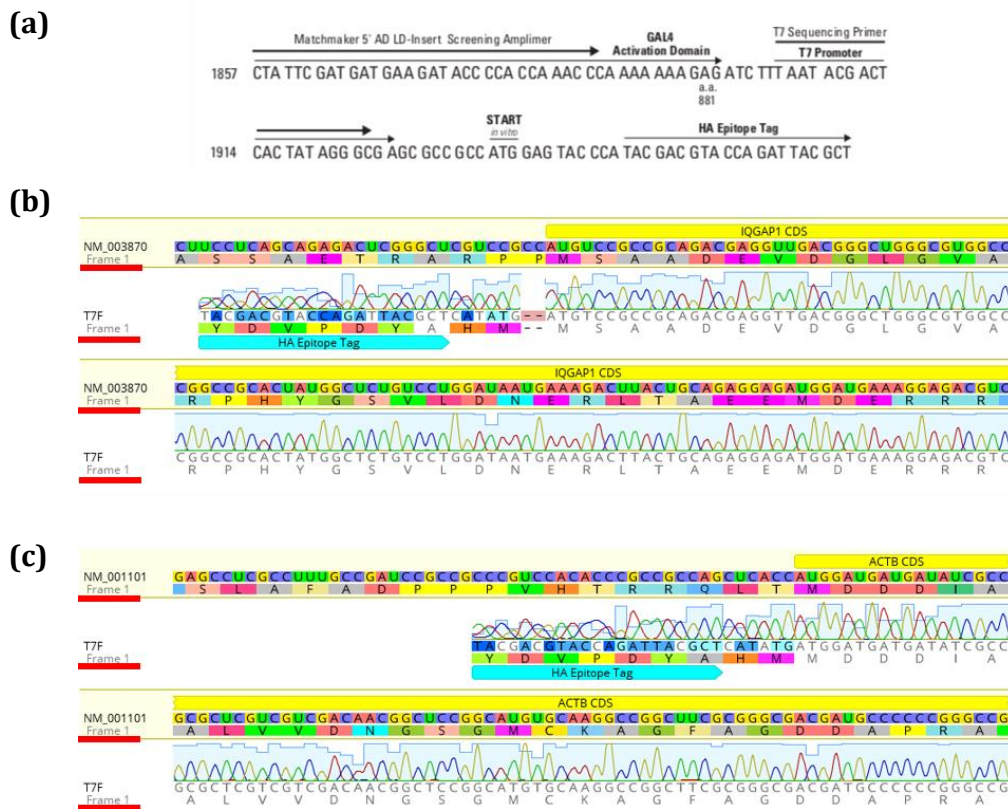 (a)
Matchmaker 5' AD LD-Insert Screening Amplimer
GAL4
Activation Domain
T7 Sequencing Primer
T7 Promoter
1857 CTA TTC GAT GAT GAA GAT ACC CCA CCA AAC CCA AAA AAA GAG ATC TTT AAT ACG ACT
a.a.
881
START
in vitro
HA Epitope Tag
1914 CAC TAT AGG GCG AGC GCC GCC ATG GAG TAC CCA TAC GAC GTA CCA GAT TAC GCT
(b)
IQGAP1 CDS
NM_003870 CUUCCUCAGCAGAGACUCGGGCUCGUCCGCCAUGUCCGCCGCAGACGAGGUUGACGGGCUGGGCGUGGCC
Frame 1 A S S A E T R A R P P M S A A D E V D G L G V A
T7F TACGACGTACCAGATTACGCTCATATG--ATGTCCGCCGCAGACGAGGTTGACGGGCTGGGCGTGGCC
Frame 1 Y D V P D Y A H M -- M S A A D E V D G L G V A
HA Epitope Tag
IQGAP1 CDS
NM_003870 CGGCCGCACUAUGGCUCUGUCCUGGAUAAUGAAAGACUUACUGCAGAGGAGAUGGAUGAAAGGAGACGUC
Frame 1 R P H Y G S V L D N E R L T A E E M D E R R R
T7F CGGCCGCACTATGGCTCTGTCCTGGATAATGAAAGACTTACTGCAGAGGAGATGGATGAAAGGAGACGTC
Frame 1 R P H Y G S V L D N E R L T A E E M D E R R R
(c)
ACTB CDS
NM_001101 GAGCCUCGCCUUUGCCGAUCCGCCGCCCGUCCACACCCGCCGCCAGCUCACCAUGGAUGAUGAUAUCGCC
Frame 1 S L A F A D P P P V H T R R Q L T M D D D I A
T7F TACGACGTACCAGATTACGCTCATATGATGGATGATGATATCGCC
Frame 1 Y D V P D Y A H M M D D D I A
HA Epitope Tag
ACTB CDS
NM_001101 GCGCUCGUCGUCGACAACGGCUCCGGCAUGUGCAAGGCCGGCUUCGCGGGCGACGAUGCCCCCCGGGCCG
Frame 1 A L V V D N G S G M C K A G F A G D D A P R A
T7F GCGCTCGTCGTCGACAACGGCTCCGGCATGTGCAAGGCCGGCTTCGCGGGCGACGATGCCCCCCGGGCCG
Frame 1 A L V V D N G S G M C K A G F A G D D A P R A